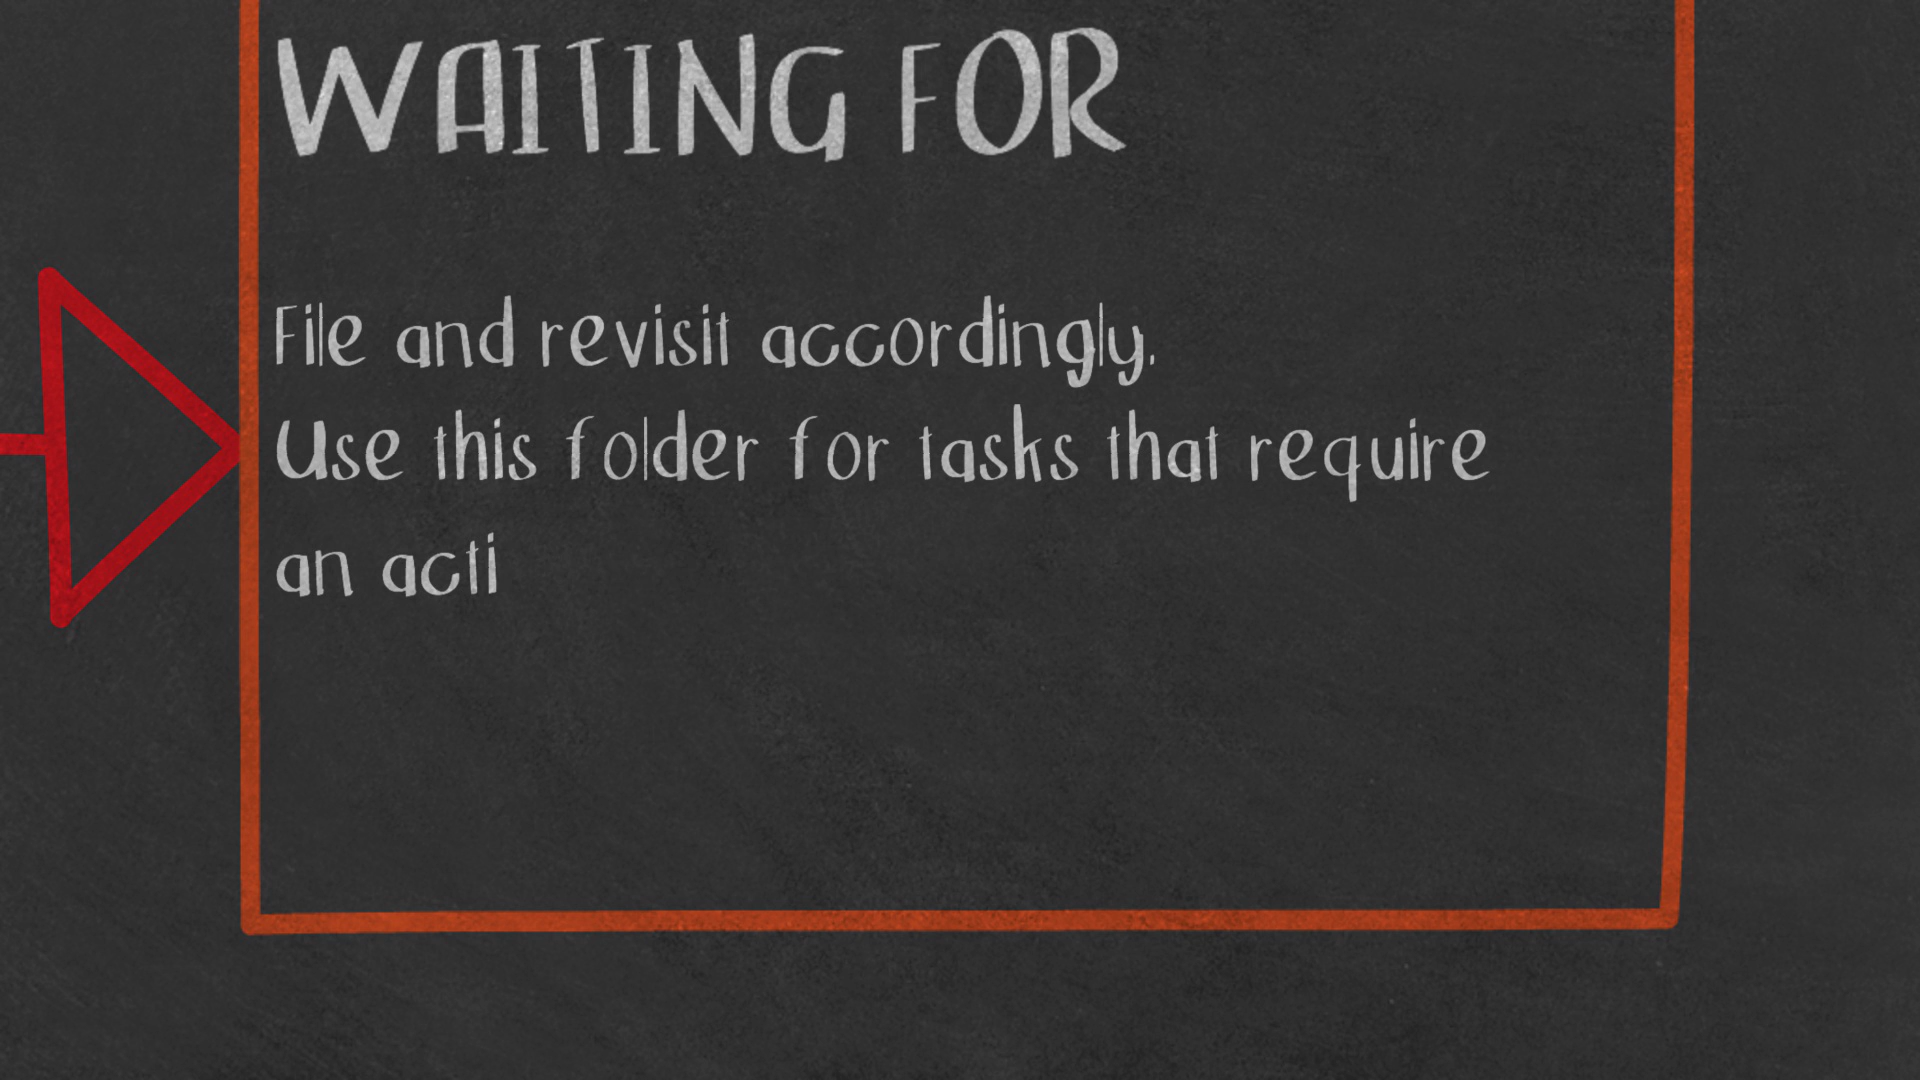 WAITING FOR
File and revisit accordingly.
Use this folder for tasks that require
an acti